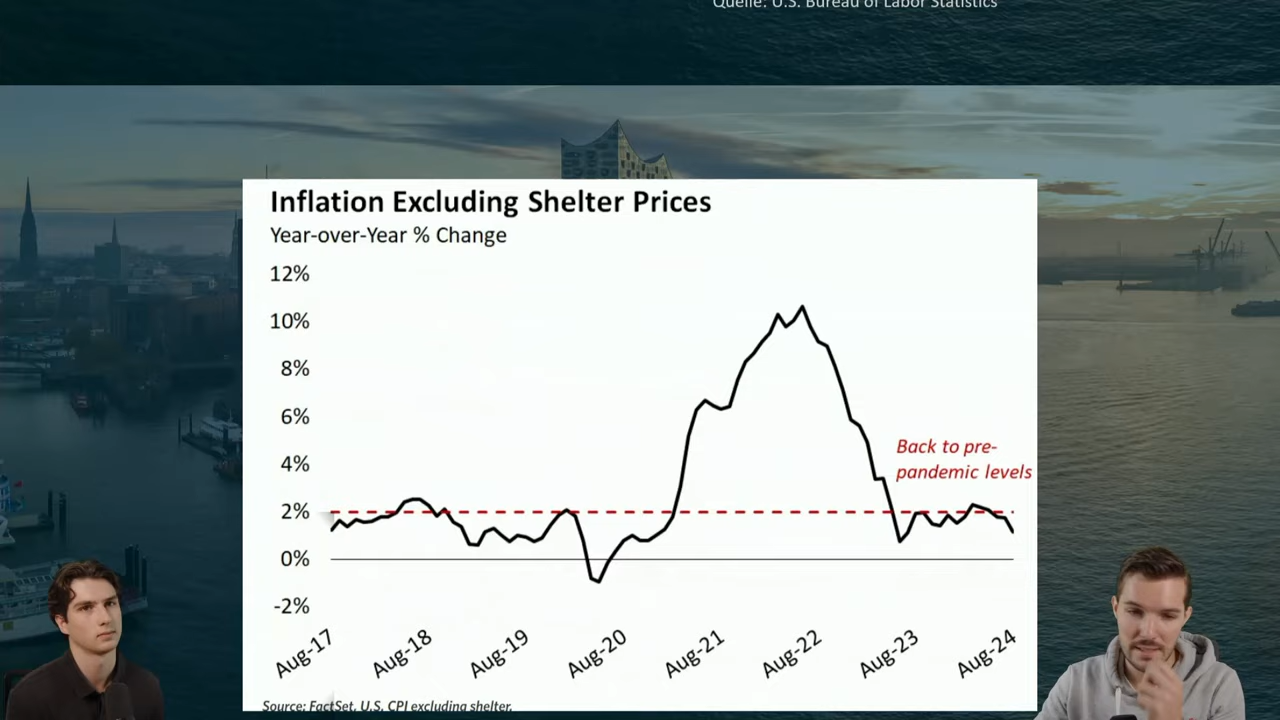 Quelle: U.S. Bureau of Labor Statistics
Inflation Excluding Shelter Prices
Year-over-Year % Change
12%
10%
8%
6%
4%
2%
0%
-2%
Back to pre-
pandemic levels
Aug-17
Aug-18
Aug-19
Aug-20
Aug-21
Aug-22
Aug-23
Aug-24
Source: FactSet, U.S. CPI excluding shelter.